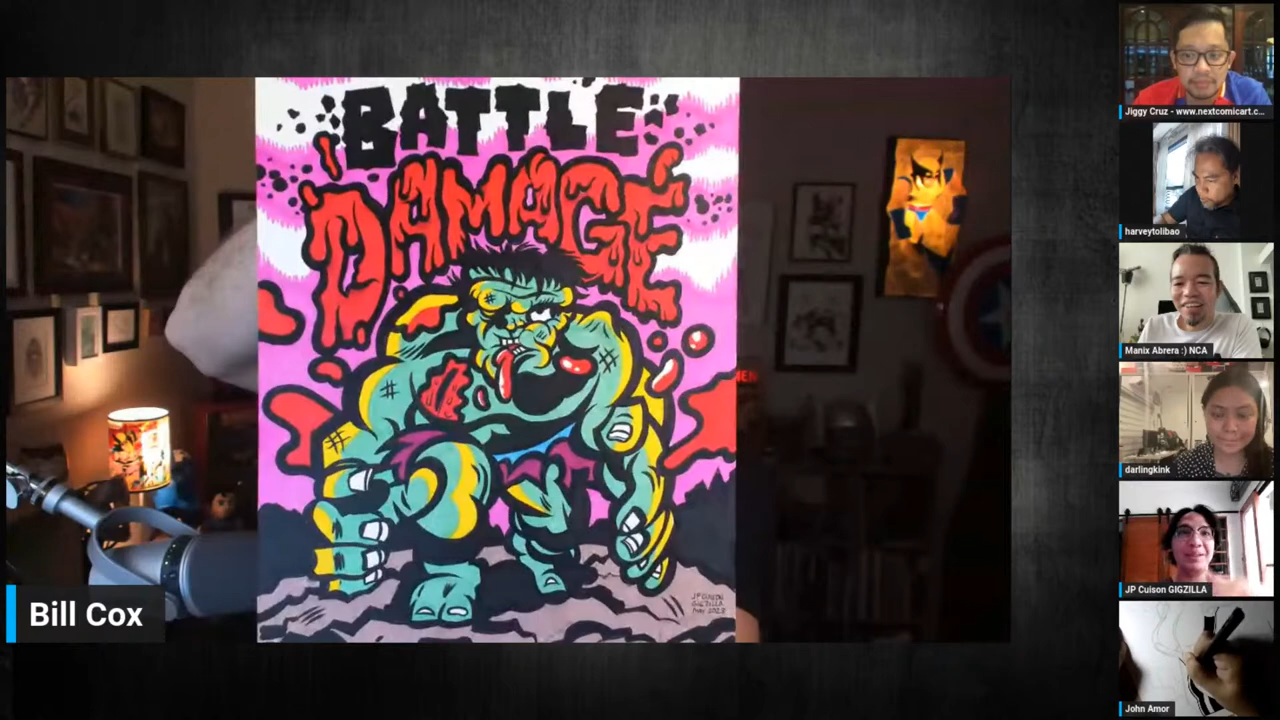 BATTLE
DAMAGE
JP CUISON
GIGZILLA
Bill Cox
Jiggy Cruz - www.nextcomicart.c...
harveytolibao
Manix Abrera :) NCA
darlingkink
JP Cuison GIGZILLA
John Amor